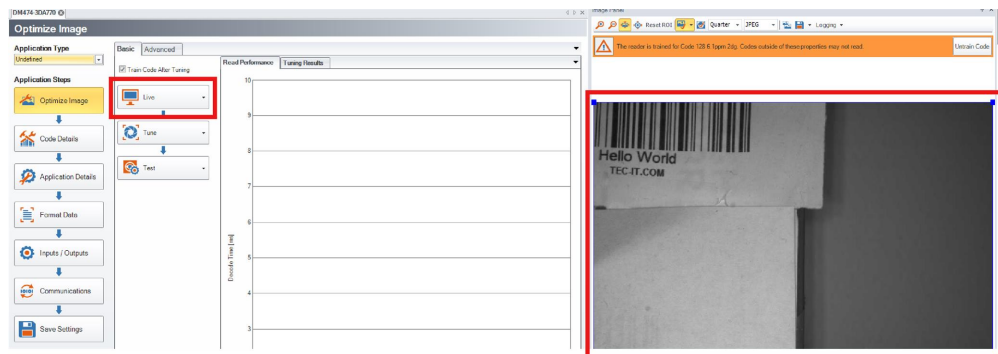 DM474-3DA770
Optimize Image
Application Type
Undefined
Application Steps
Optimize Image
Code Details
Application Details
Format Data
Inputs / Outputs
Communications
Save Settings
Basic
Advanced
Train Code After Tuning
Live
Tune
Test
Read Performance
Tuning Results
Decode Time [ms]
10
9
8
7
6
5
4
3
Image Panel
Reset ROI
Quarter
JPEG
Logging
The reader is trained for Code 128 6.1ppm 2dg. Codes outside of these properties may not read.
Untrain Code
Hello World
TEC-IT.COM